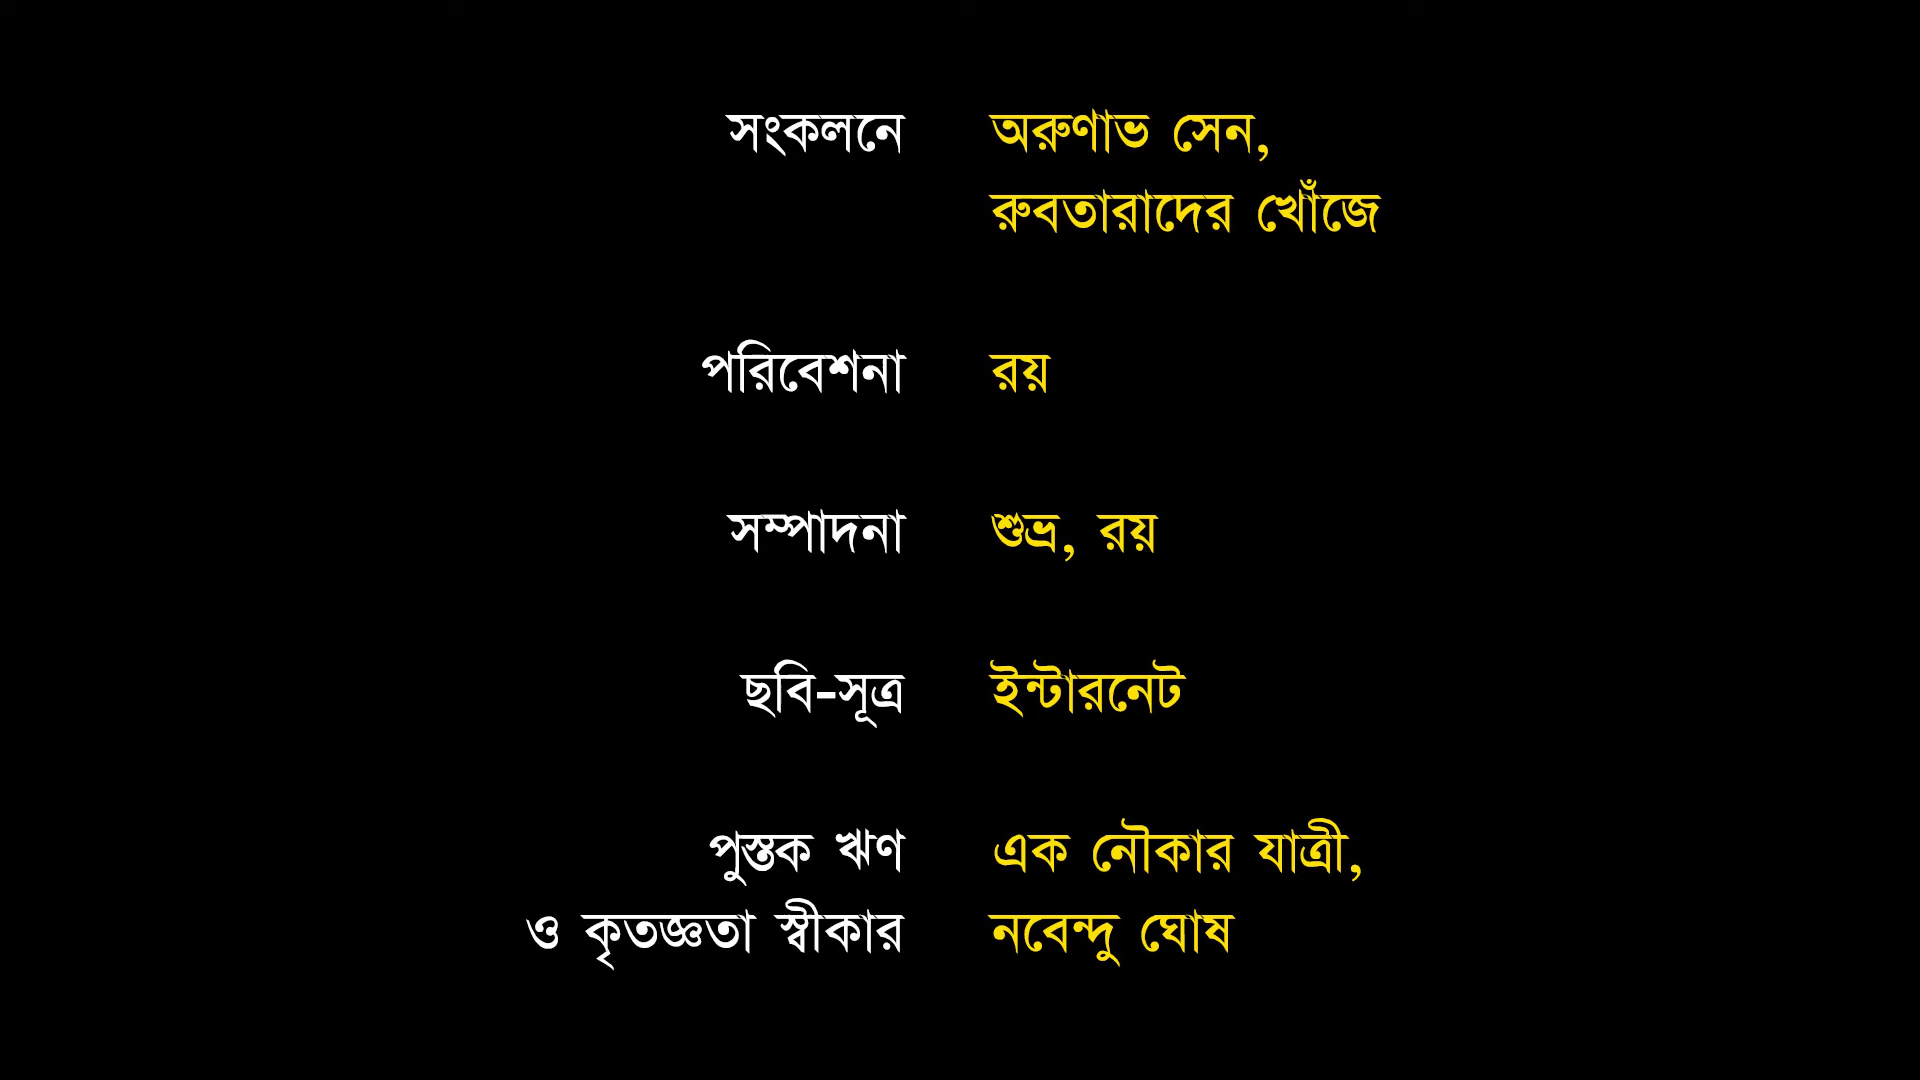 সংকলনে অরুণাভ সেন,
রুবতারাদের খোঁজে
পরিবেশনা রয়
সম্পাদনা শুভ্র, রয়
ছবি-সূত্র ইন্টারনেট
পুস্তক ঋণ এক নৌকার যাত্রী,
ও কৃতজ্ঞতা স্বীকার নবেন্দু ঘোষ